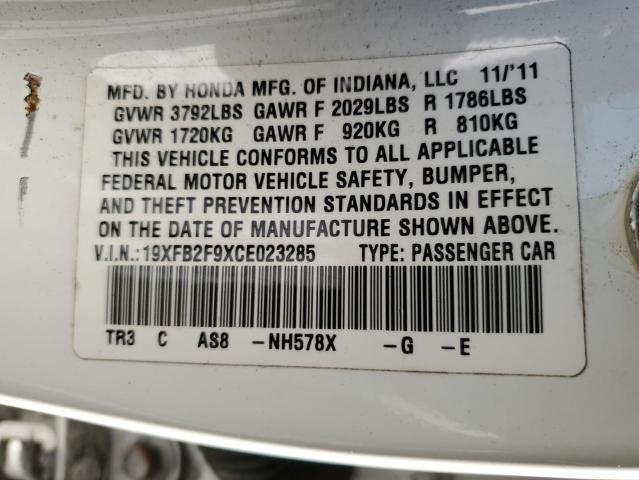 MFD. BY HONDA MFG. OF INDIANA, LLC 11/'11
GVWR 3792LBS GAWR F 2029LBS R 1786LBS
GVWR 1720KG GAWR F 920KG R 810KG
THIS VEHICLE CONFORMS TO ALL APPLICABLE
FEDERAL MOTOR VEHICLE SAFETY, BUMPER,
AND THEFT PREVENTION STANDARDS IN EFFECT
ON THE DATE OF MANUFACTURE SHOWN ABOVE.
V.I.N.:19XFB2F9XCE023285 TYPE: PASSENGER CAR
TR3 C AS8 -NH578X -G -E